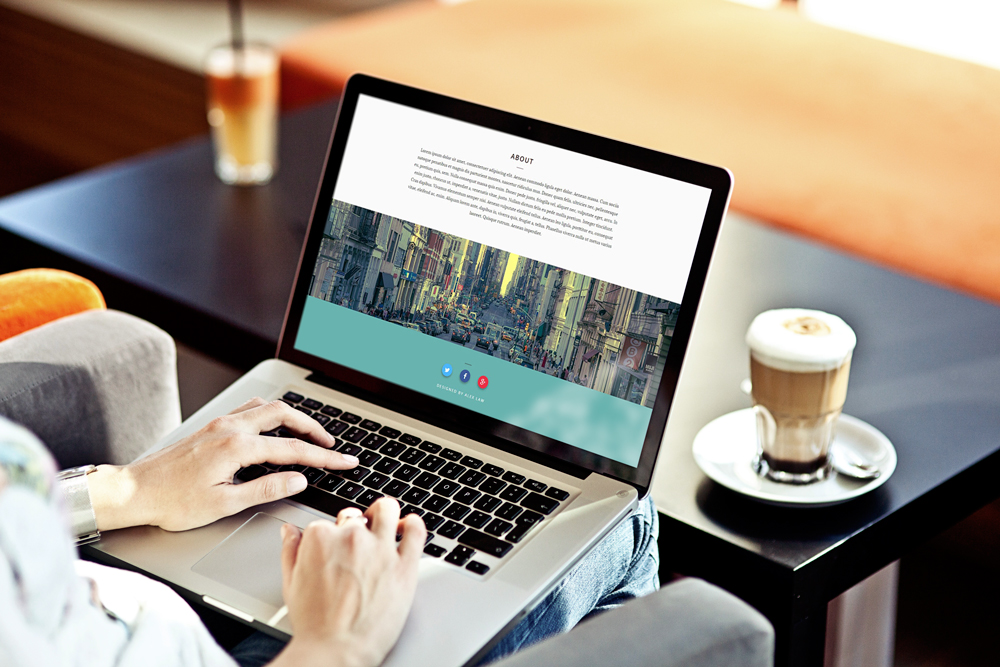 ABOUT
Lorem ipsum dolor sit amet, consectetuer adipiscing elit. Aenean commodo ligula eget dolor. Aenean massa. Cum sociis
natoque penatibus et magnis dis parturient montes, nascetur ridiculus mus. Donec quam felis, ultricies nec, pellentesque
eu, pretium quis, sem. Nulla consequat massa quis enim. Donec pede justo, fringilla vel, aliquet nec, vulputate eget, arcu. In
enim justo, rhoncus ut, imperdiet a, venenatis vitae, justo. Nullam dictum felis eu pede mollis pretium. Integer tincidunt.
Cras dapibus. Vivamus elementum semper nisi. Aenean vulputate eleifend tellus. Aenean leo ligula, porttitor eu, consequat
vitae, eleifend ac, enim. Aliquam lorem ante, dapibus in, viverra quis, feugiat a, tellus. Phasellus viverra nulla ut metus varius
laoreet. Quisque rutrum. Aenean imperdiet.
DESIGNED BY ALEX LAW